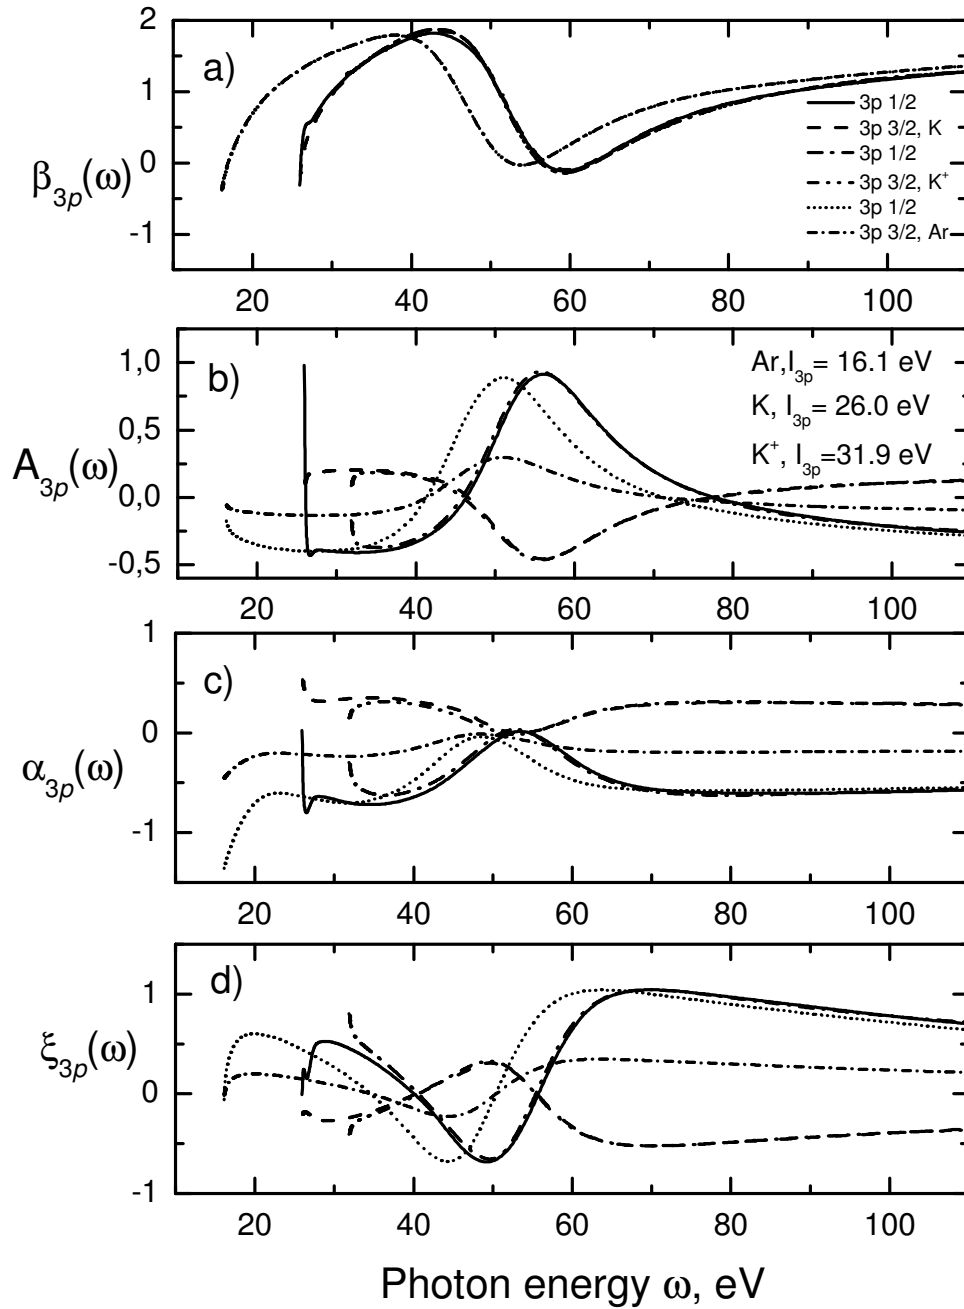 2
1
0
-1
β3p(ω)
a)
3p 1/2
3p 3/2, K
3p 1/2
3p 3/2, K+
3p 1/2
3p 3/2, Ar
20 40 60 80 100
1,0
0,5
0,0
-0,5
A3p(ω)
b)
Ar,I3p= 16.1 eV
K, I3p= 26.0 eV
K+, I3p=31.9 eV
20 40 60 80 100
1
0
-1
α3p(ω)
c)
20 40 60 80 100
1
0
-1
ξ3p(ω)
d)
20 40 60 80 100
Photon energy ω, eV